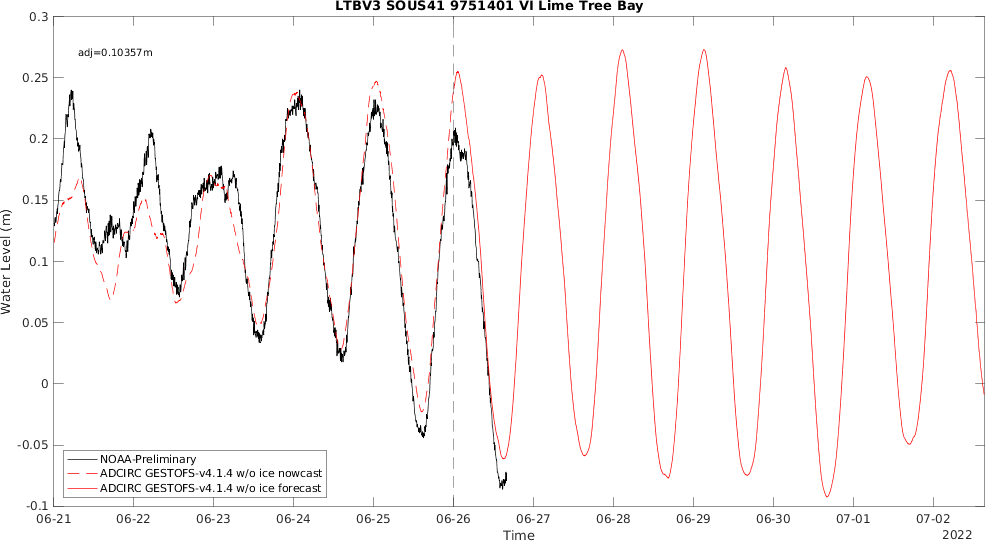 LTBV3 SOUS41 9751401 VI Lime Tree Bay
adj=0.10357m
0.3
0.25
0.2
0.15
0.1
0.05
0
-0.05
-0.1
Water Level (m)
NOAA-Preliminary
ADCIRC GESTOFS-v4.1.4 w/o ice nowcast
ADCIRC GESTOFS-v4.1.4 w/o ice forecast
06-21 06-22 06-23 06-24 06-25 06-26 06-27 06-28 06-29 06-30 07-01 07-02
2022
Time